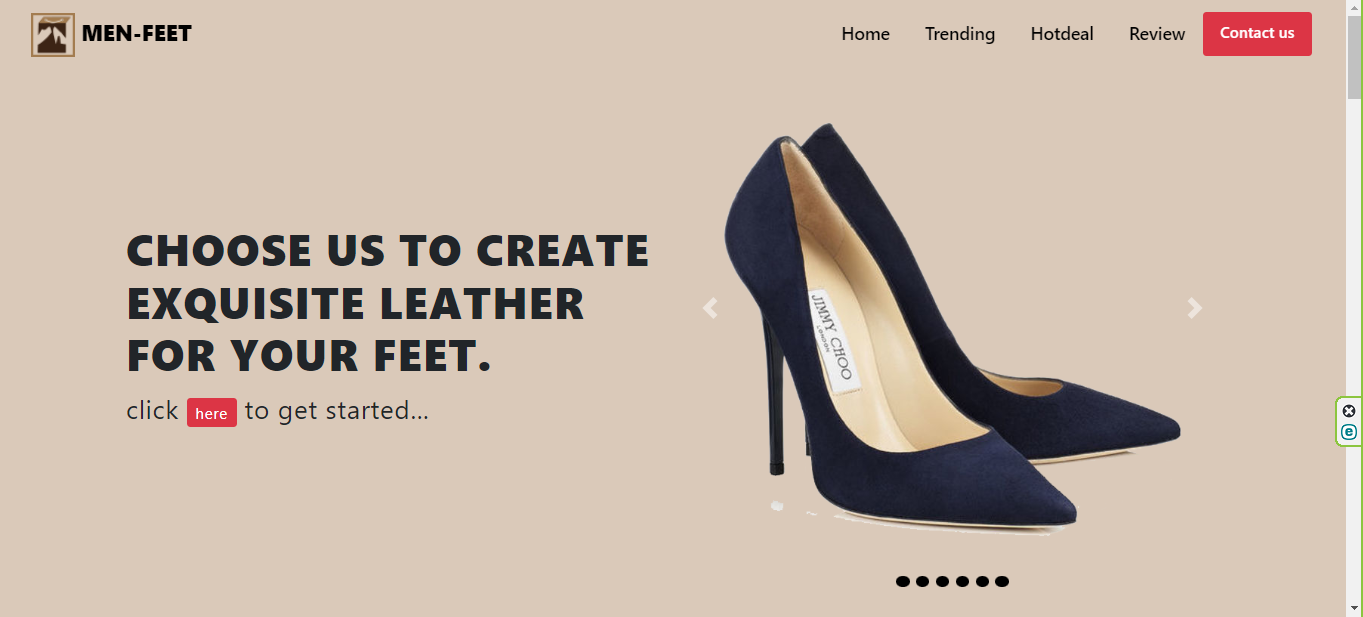 MEN-FEET
Home Trending Hotdeal Review Contact us
CHOOSE US TO CREATE
EXQUISITE LEATHER
FOR YOUR FEET.
click here to get started...
JIMMY CHOO
LONDON
e